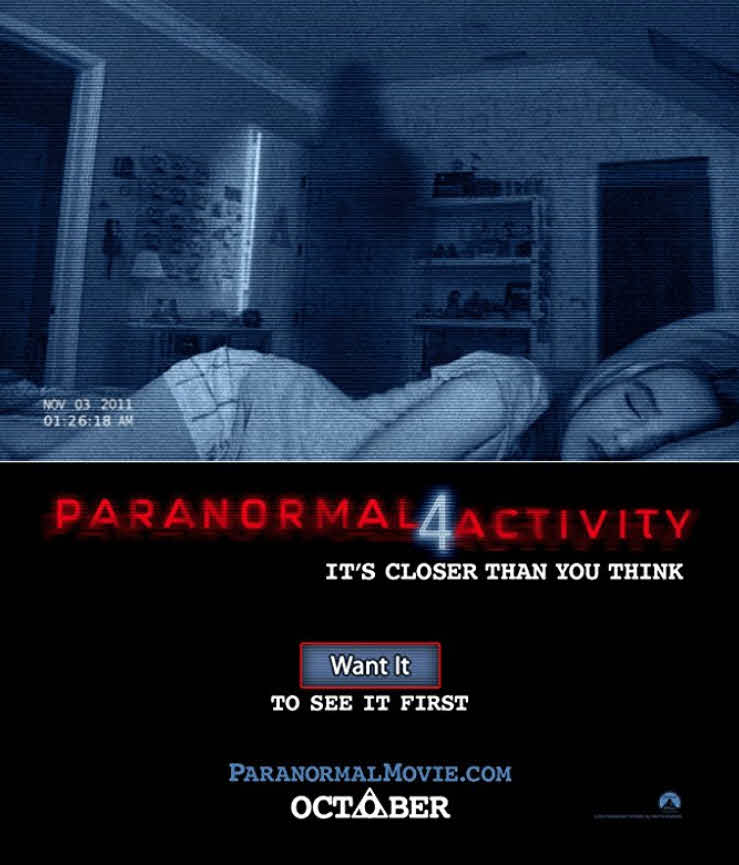 NOV 03 2011
01:26:18 AM
PARANORMAL 4 ACTIVITY
IT'S CLOSER THAN YOU THINK
Want It
TO SEE IT FIRST
PARANORMALMOVIE.COM
OCTOBER